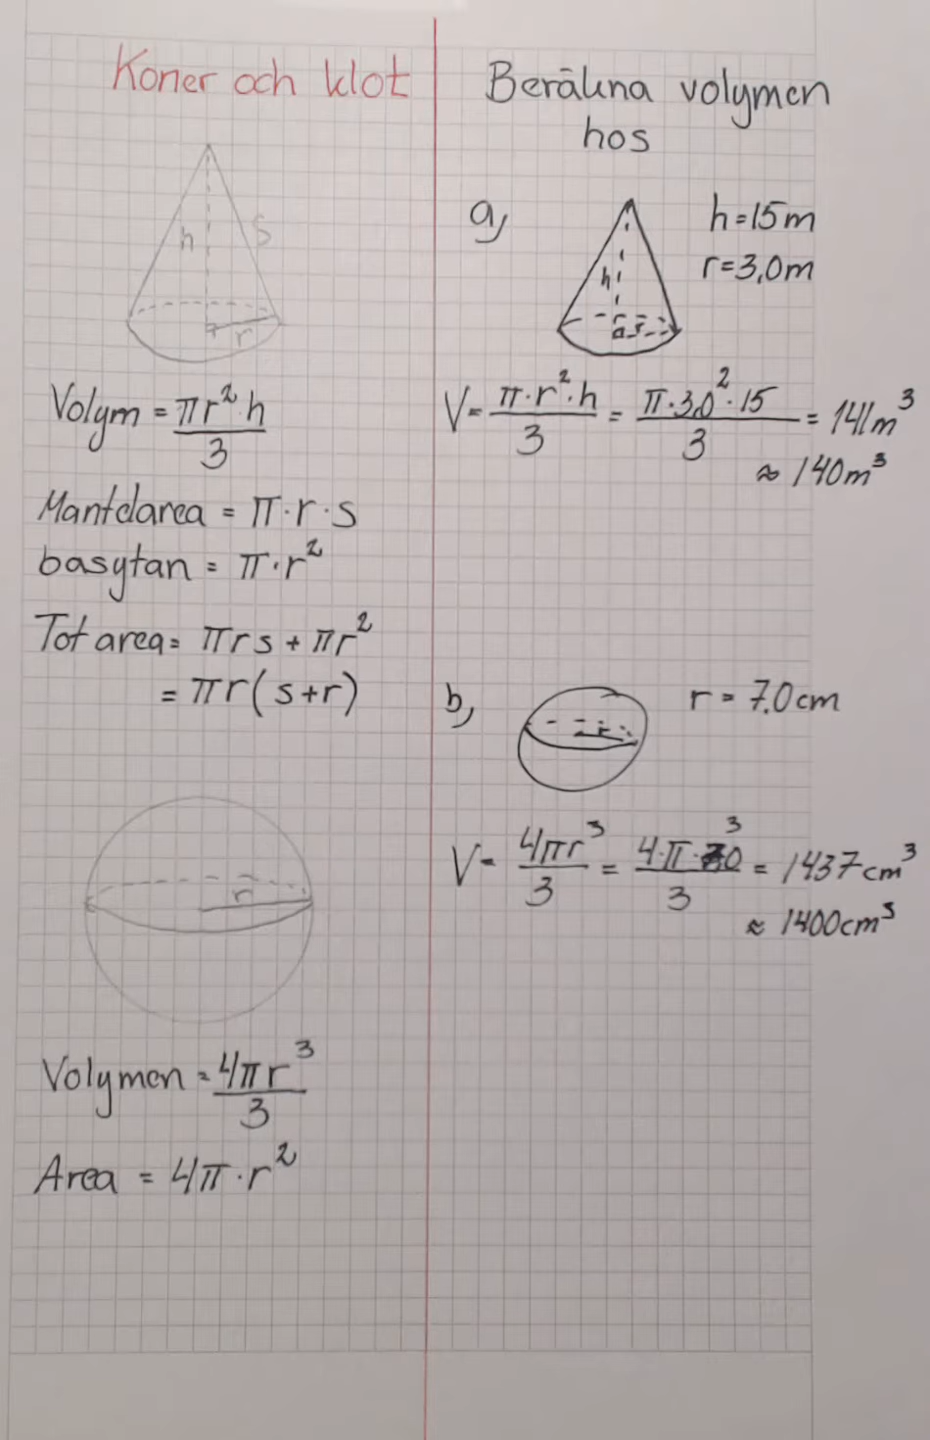 Koner och klot
h
s
r
Volym = πr²·h / 3
Mantelarea = π·r·s
basytan = π·r²
Tot area = πrs + πr²
= πr(s+r)
r
Volymen = 4πr³ / 3
Area = 4π·r²
Beräkna volymen
hos
a,
h = 15m
r = 3,0m
h
V = π·r²·h / 3 = π·3,0²·15 / 3 = 141m³
≈ 140m³
b,
r = 7,0cm
r
V = 4πr³ / 3 = 4·π·7,0³ / 3 = 1437cm³
≈ 1400cm³